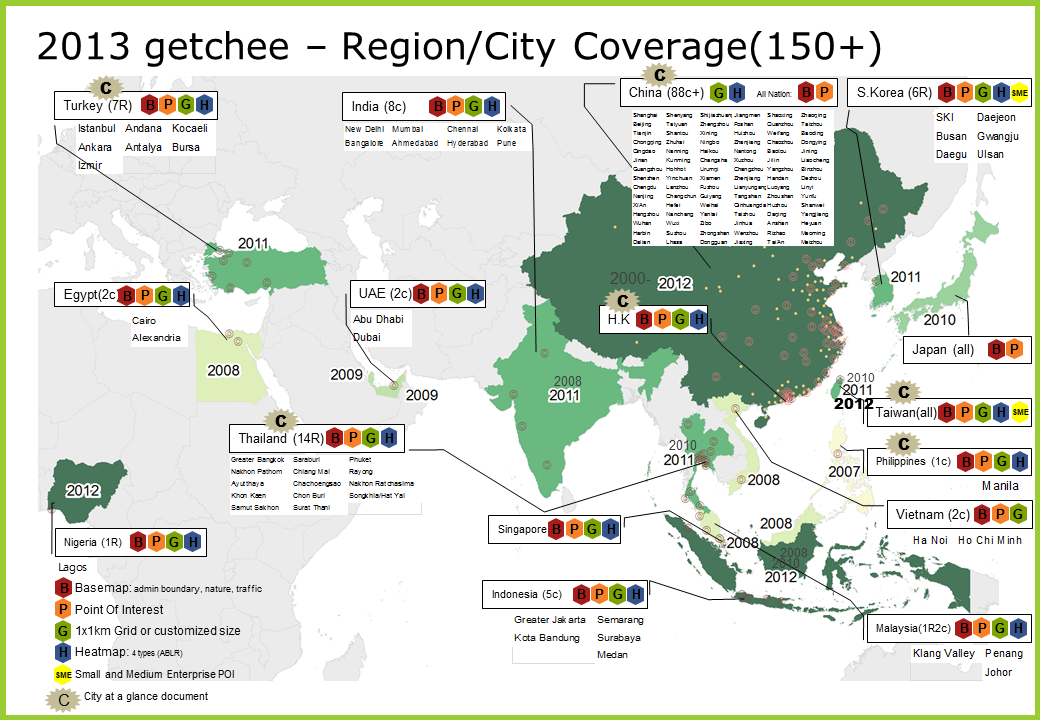 2013 getchee – Region/City Coverage(150+)
C
Turkey (7R) B P G H
Istanbul Andana Kocaeli
Ankara Antalya Bursa
Izmir
India (8c) B P G H
New Delhi Mumbai Chennai Kolkata
Bangalore Ahmedabad Hyderabad Pune
C
China (88c+) G H All Nation: B P
Shanghai Shenyang Shijiazhuang Jiangmen Shaoxing Zhaoqing
Beijing Taiyuan Zhengzhou Foshan Quanzhou Taizhou
Tianjin Shantou Xining Huizhou Weifang Baoding
Chongqing Zhuhai Ningbo Zhanjiang Chaozhou Dongying
Qingdao Nanning Haikou Nantong Baotou Jining
Jinan Kunming Changsha Xuzhou Jilin Liaocheng
Guangzhou Hohhot Urumqi Changzhou Yangzhou Binzhou
Shenzhen Yinchuan Xiamen Zhenjiang Handan Dezhou
Chengdu Lanzhou Fuzhou Lianyungang Luoyang Linyi
Nanjing Changchun Guiyang Tangshan Zhoushan Yunfu
Xi'An Hefei Weihai Qinhuangdao Huzhou Shanwei
Hangzhou Nanchang Yantai Taizhou Daqing Yangjiang
Wuhan Wuxi Zibo Jinhua Anshan Heyuan
Harbin Suzhou Zhongshan Wenzhou Rizhao Maoming
Dalian Lhasa Dongguan Jiaxing Tai'An Meizhou
S.Korea (6R) B P G H SME
SKI Daejeon
Busan Gwangju
Daegu Ulsan
2011
2000-
2012
2011
2010
Egypt(2c B P G H
Cairo
Alexandria
UAE (2c) B P G H
Abu Dhabi
Dubai
C
H.K B P G H
Japan (all) B P
2008
2009
2009
2008
2011
2010
2011
2012
C
Taiwan(all) B P G H SME
C
Thailand (14R) B P G H
Greater Bangkok Saraburi Phuket
Nakhon Pathom Chiang Mai Rayong
Ayutthaya Chachoengsao Nakhon Ratchasima
Khon Kaen Chon Buri Songkhla/Hat Yai
Samut Sakhon Surat Thani
2010
2011
2008
2007
C
Philippines (1c) B P G H
Manila
2012
Nigeria (1R) B P G H
Lagos
Singapore B P G H
2008
2008
2008
2010
2012
Vietnam (2c) B P G
Ha Noi Ho Chi Minh
Indonesia (5c) B P G H
Greater Jakarta Semarang
Kota Bandung Surabaya
Medan
Malaysia(1R2c) B P G H
Klang Valley Penang
Johor
B Basemap: admin boundary, nature, traffic
P Point Of Interest
G 1x1km Grid or customized size
H Heatmap: 4 types (ABLR)
SME Small and Medium Enterprise POI
C City at a glance document